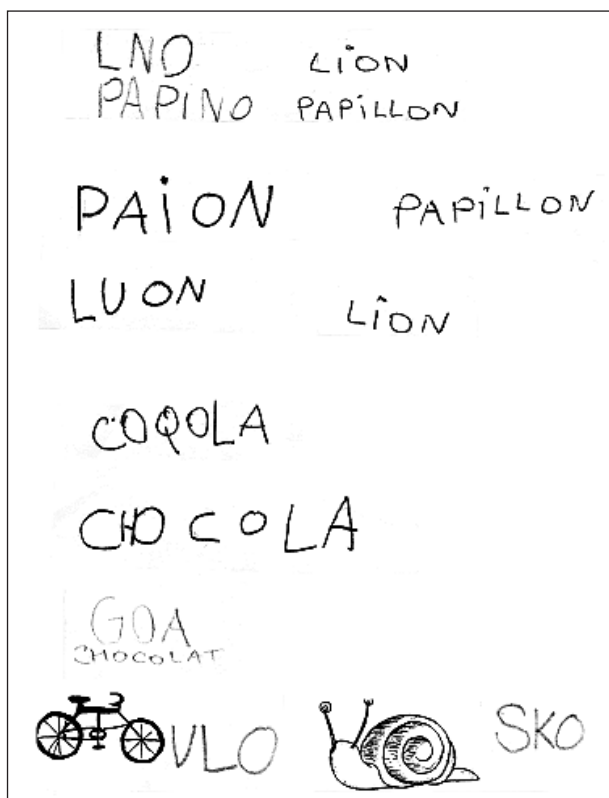 LNO LiON
PAPINO PAPiLLON
PAiON PAPiLLON
LUON LiON
COQOLA
CHOCOLA
GOA
CHOCOLAT
VLO SKO